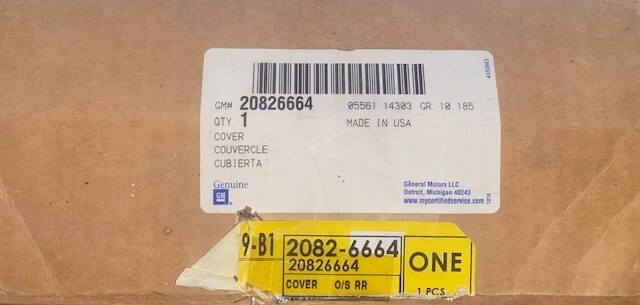 GM# 20826664 05561 14303 GR 10 185
QTY 1 MADE IN USA
COVER
COUVERCLE
CUBIERTA
Genuine
GM
General Motors LLC
Detroit, Michigan 48243
www.mycertifiedservice.com
4350M3
9-B1 2082-6664 ONE
20826664
COVER O/S RR
1 PCS